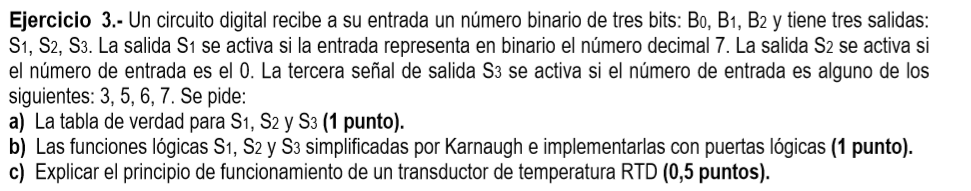 Ejercicio 3.- Un circuito digital recibe a su entrada un número binario de tres bits: B0, B1, B2 y tiene tres salidas:
S1, S2, S3. La salida S1 se activa si la entrada representa en binario el número decimal 7. La salida S2 se activa si
el número de entrada es el 0. La tercera señal de salida S3 se activa si el número de entrada es alguno de los
siguientes: 3, 5, 6, 7. Se pide:
a) La tabla de verdad para S1, S2 y S3 (1 punto).
b) Las funciones lógicas S1, S2 y S3 simplificadas por Karnaugh e implementarlas con puertas lógicas (1 punto).
c) Explicar el principio de funcionamiento de un transductor de temperatura RTD (0,5 puntos).